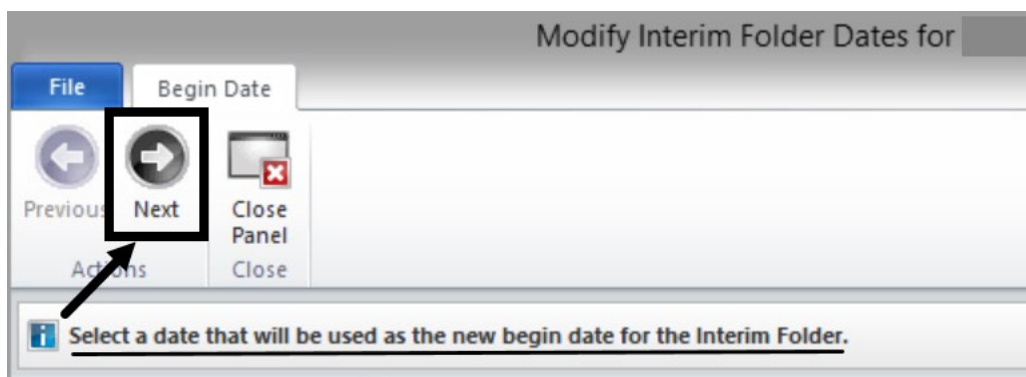 Modify Interim Folder Dates for
File Begin Date
Previous Next Close
Panel
Actions Close
Select a date that will be used as the new begin date for the Interim Folder.